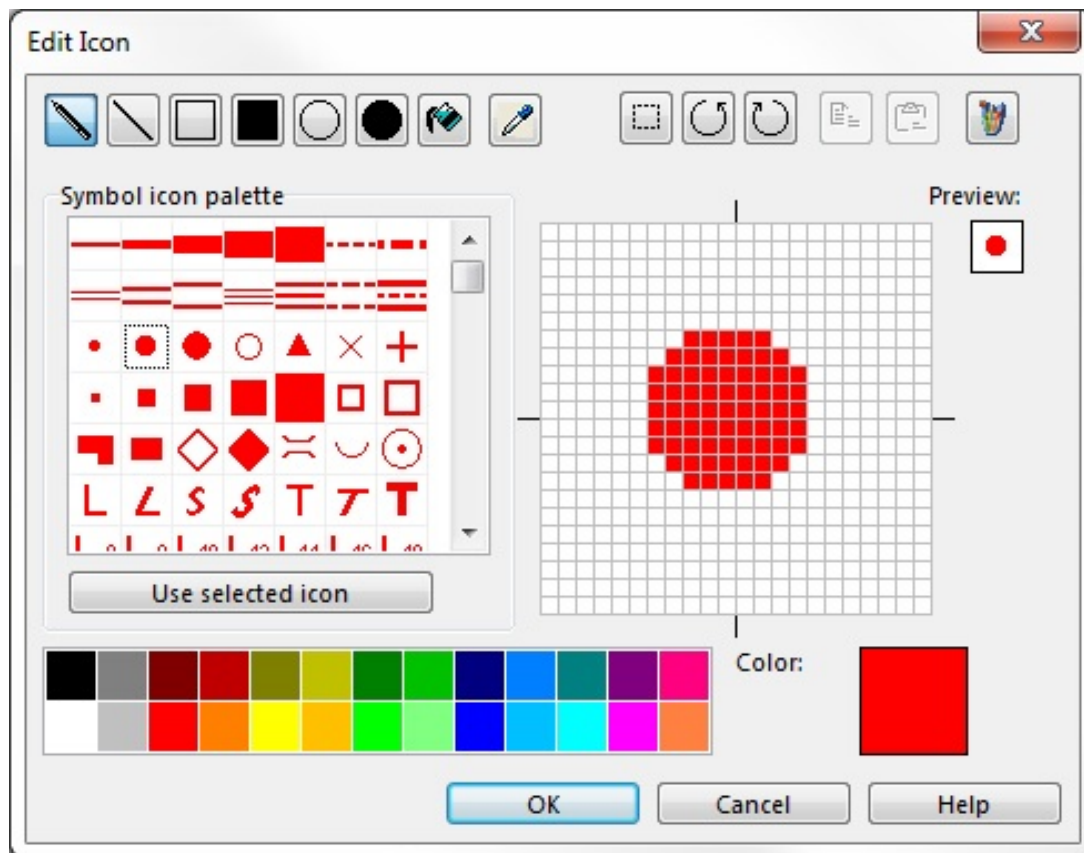 Edit Icon
Symbol icon palette
Preview:
Use selected icon
Color:
OK
Cancel
Help